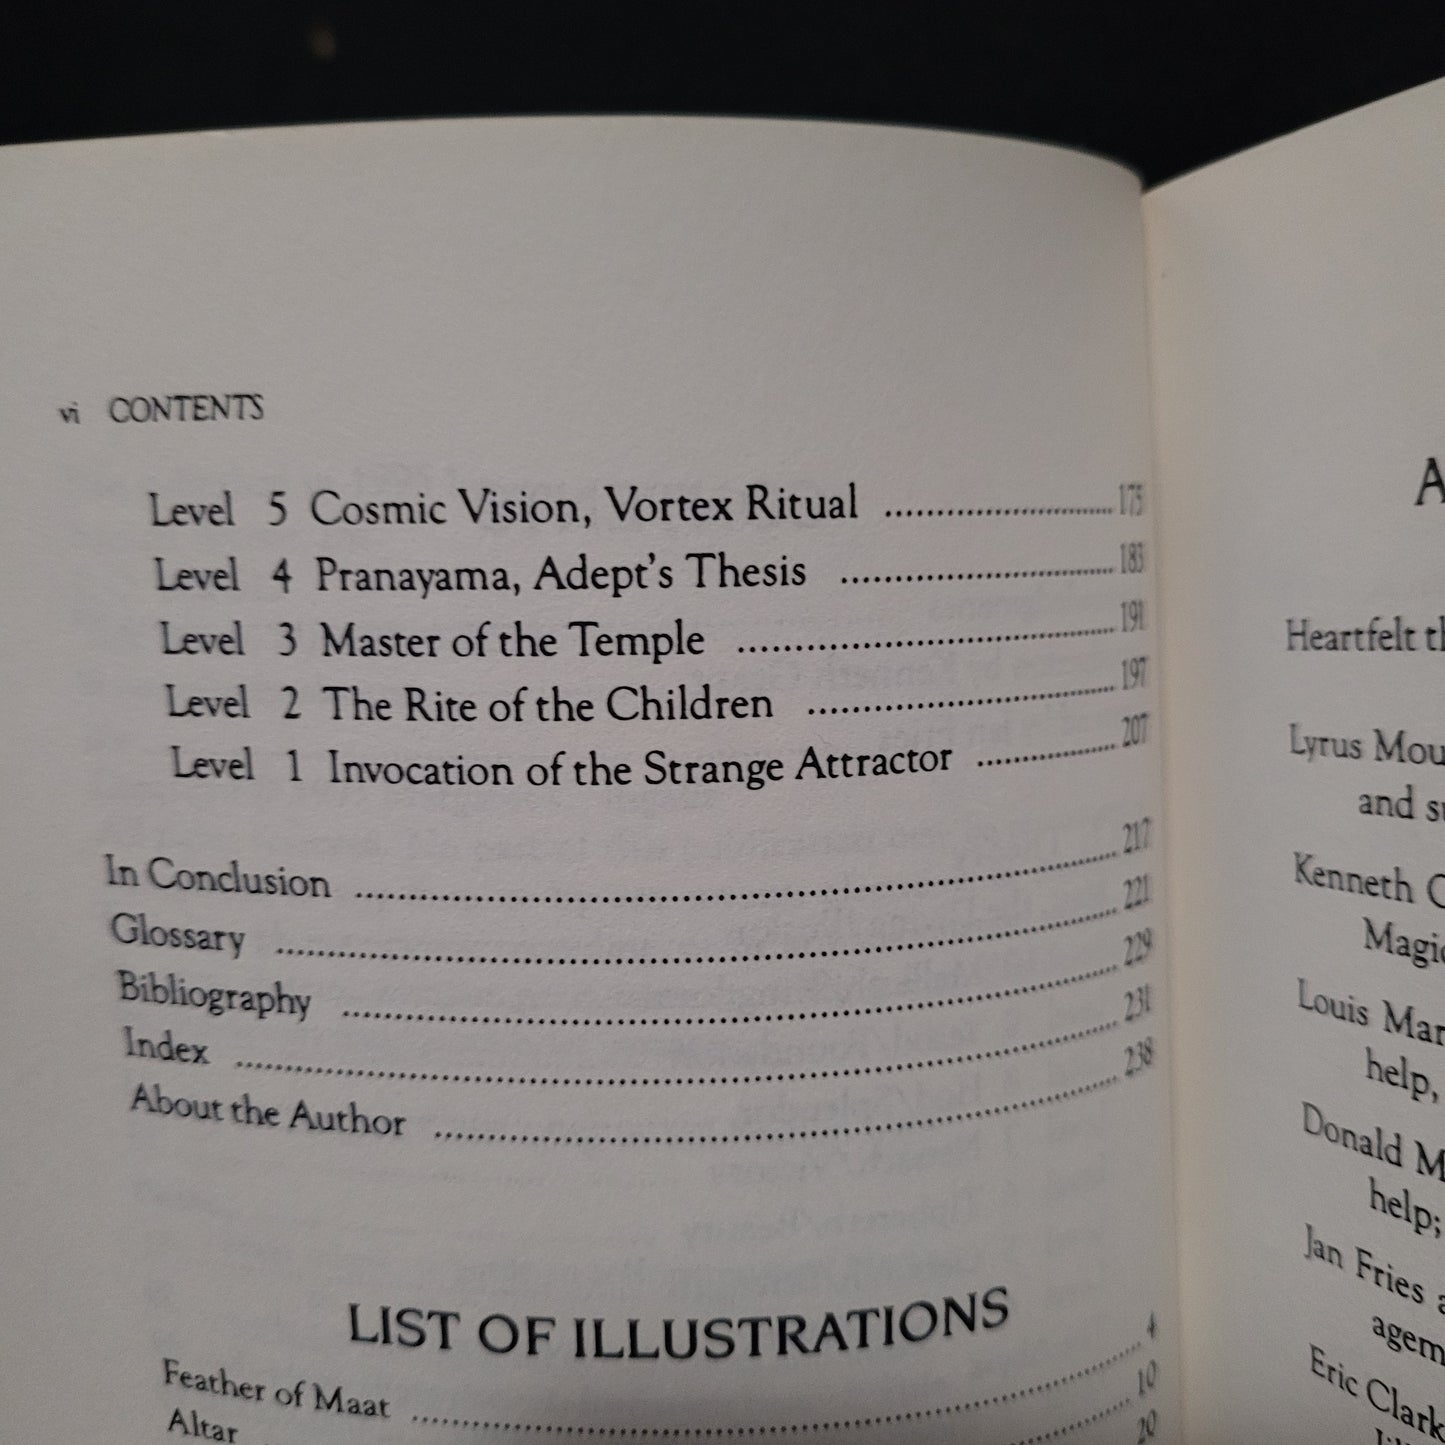 vi CONTENTS
Level 5 Cosmic Vision, Vortex Ritual ........................ 175
Level 4 Pranayama, Adept's Thesis ........................ 183
Level 3 Master of the Temple ........................ 191
Level 2 The Rite of the Children ........................ 197
Level 1 Invocation of the Strange Attractor ........................ 207
In Conclusion ........................ 217
Glossary ........................ 221
Bibliography ........................ 229
Index ........................ 231
About the Author ........................ 238
LIST OF ILLUSTRATIONS
Feather of Maat ........................ 4
Altar ........................ 10
20
A
Heartfelt
Lyrus
and
Kenneth
Louis
help,
Donald
help;
Jan Fries
Eric Clark